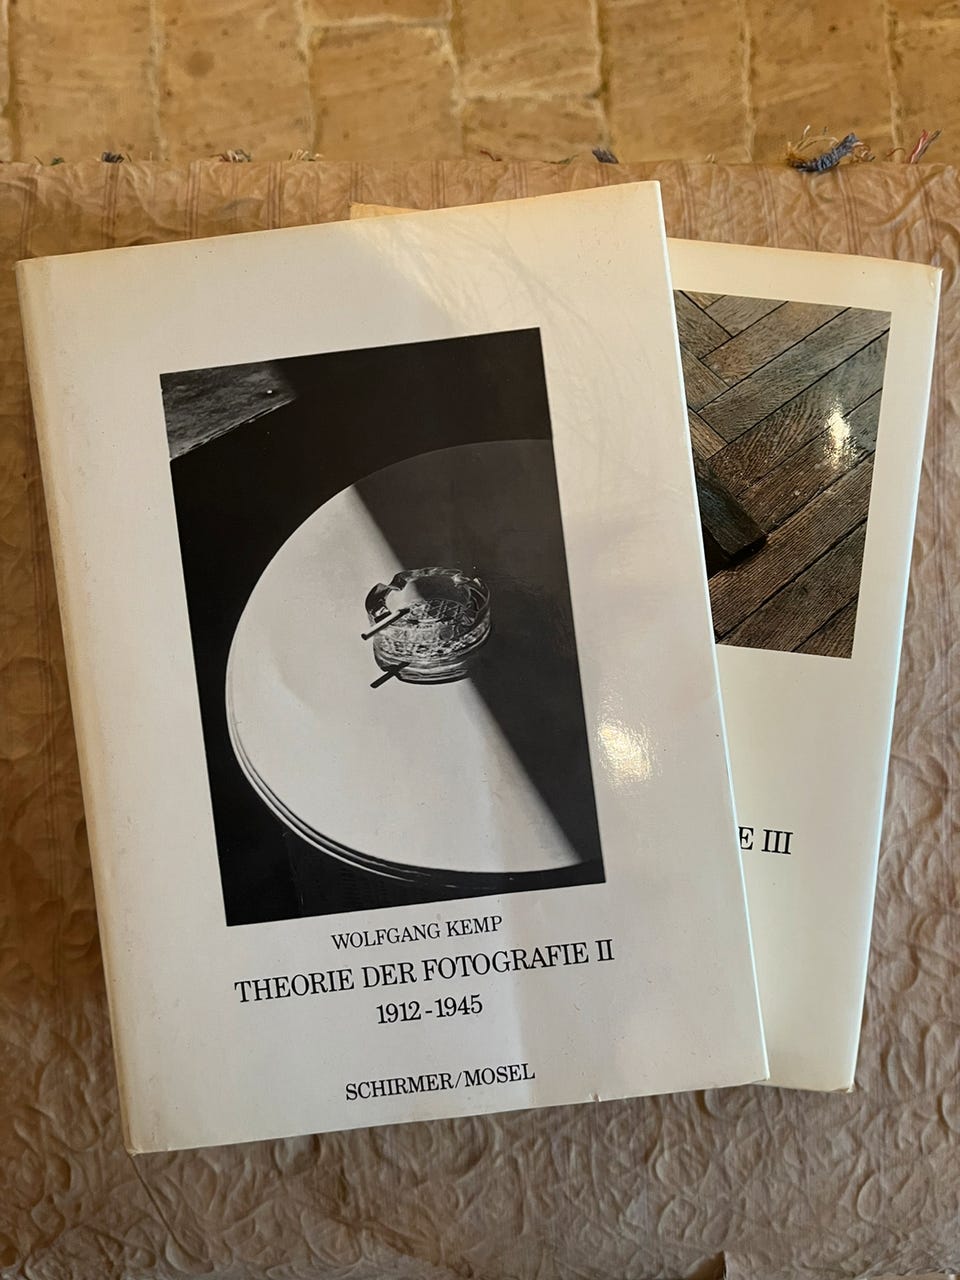 WOLFGANG KEMP
THEORIE DER FOTOGRAFIE II
1912-1945
SCHIRMER/MOSEL
E III